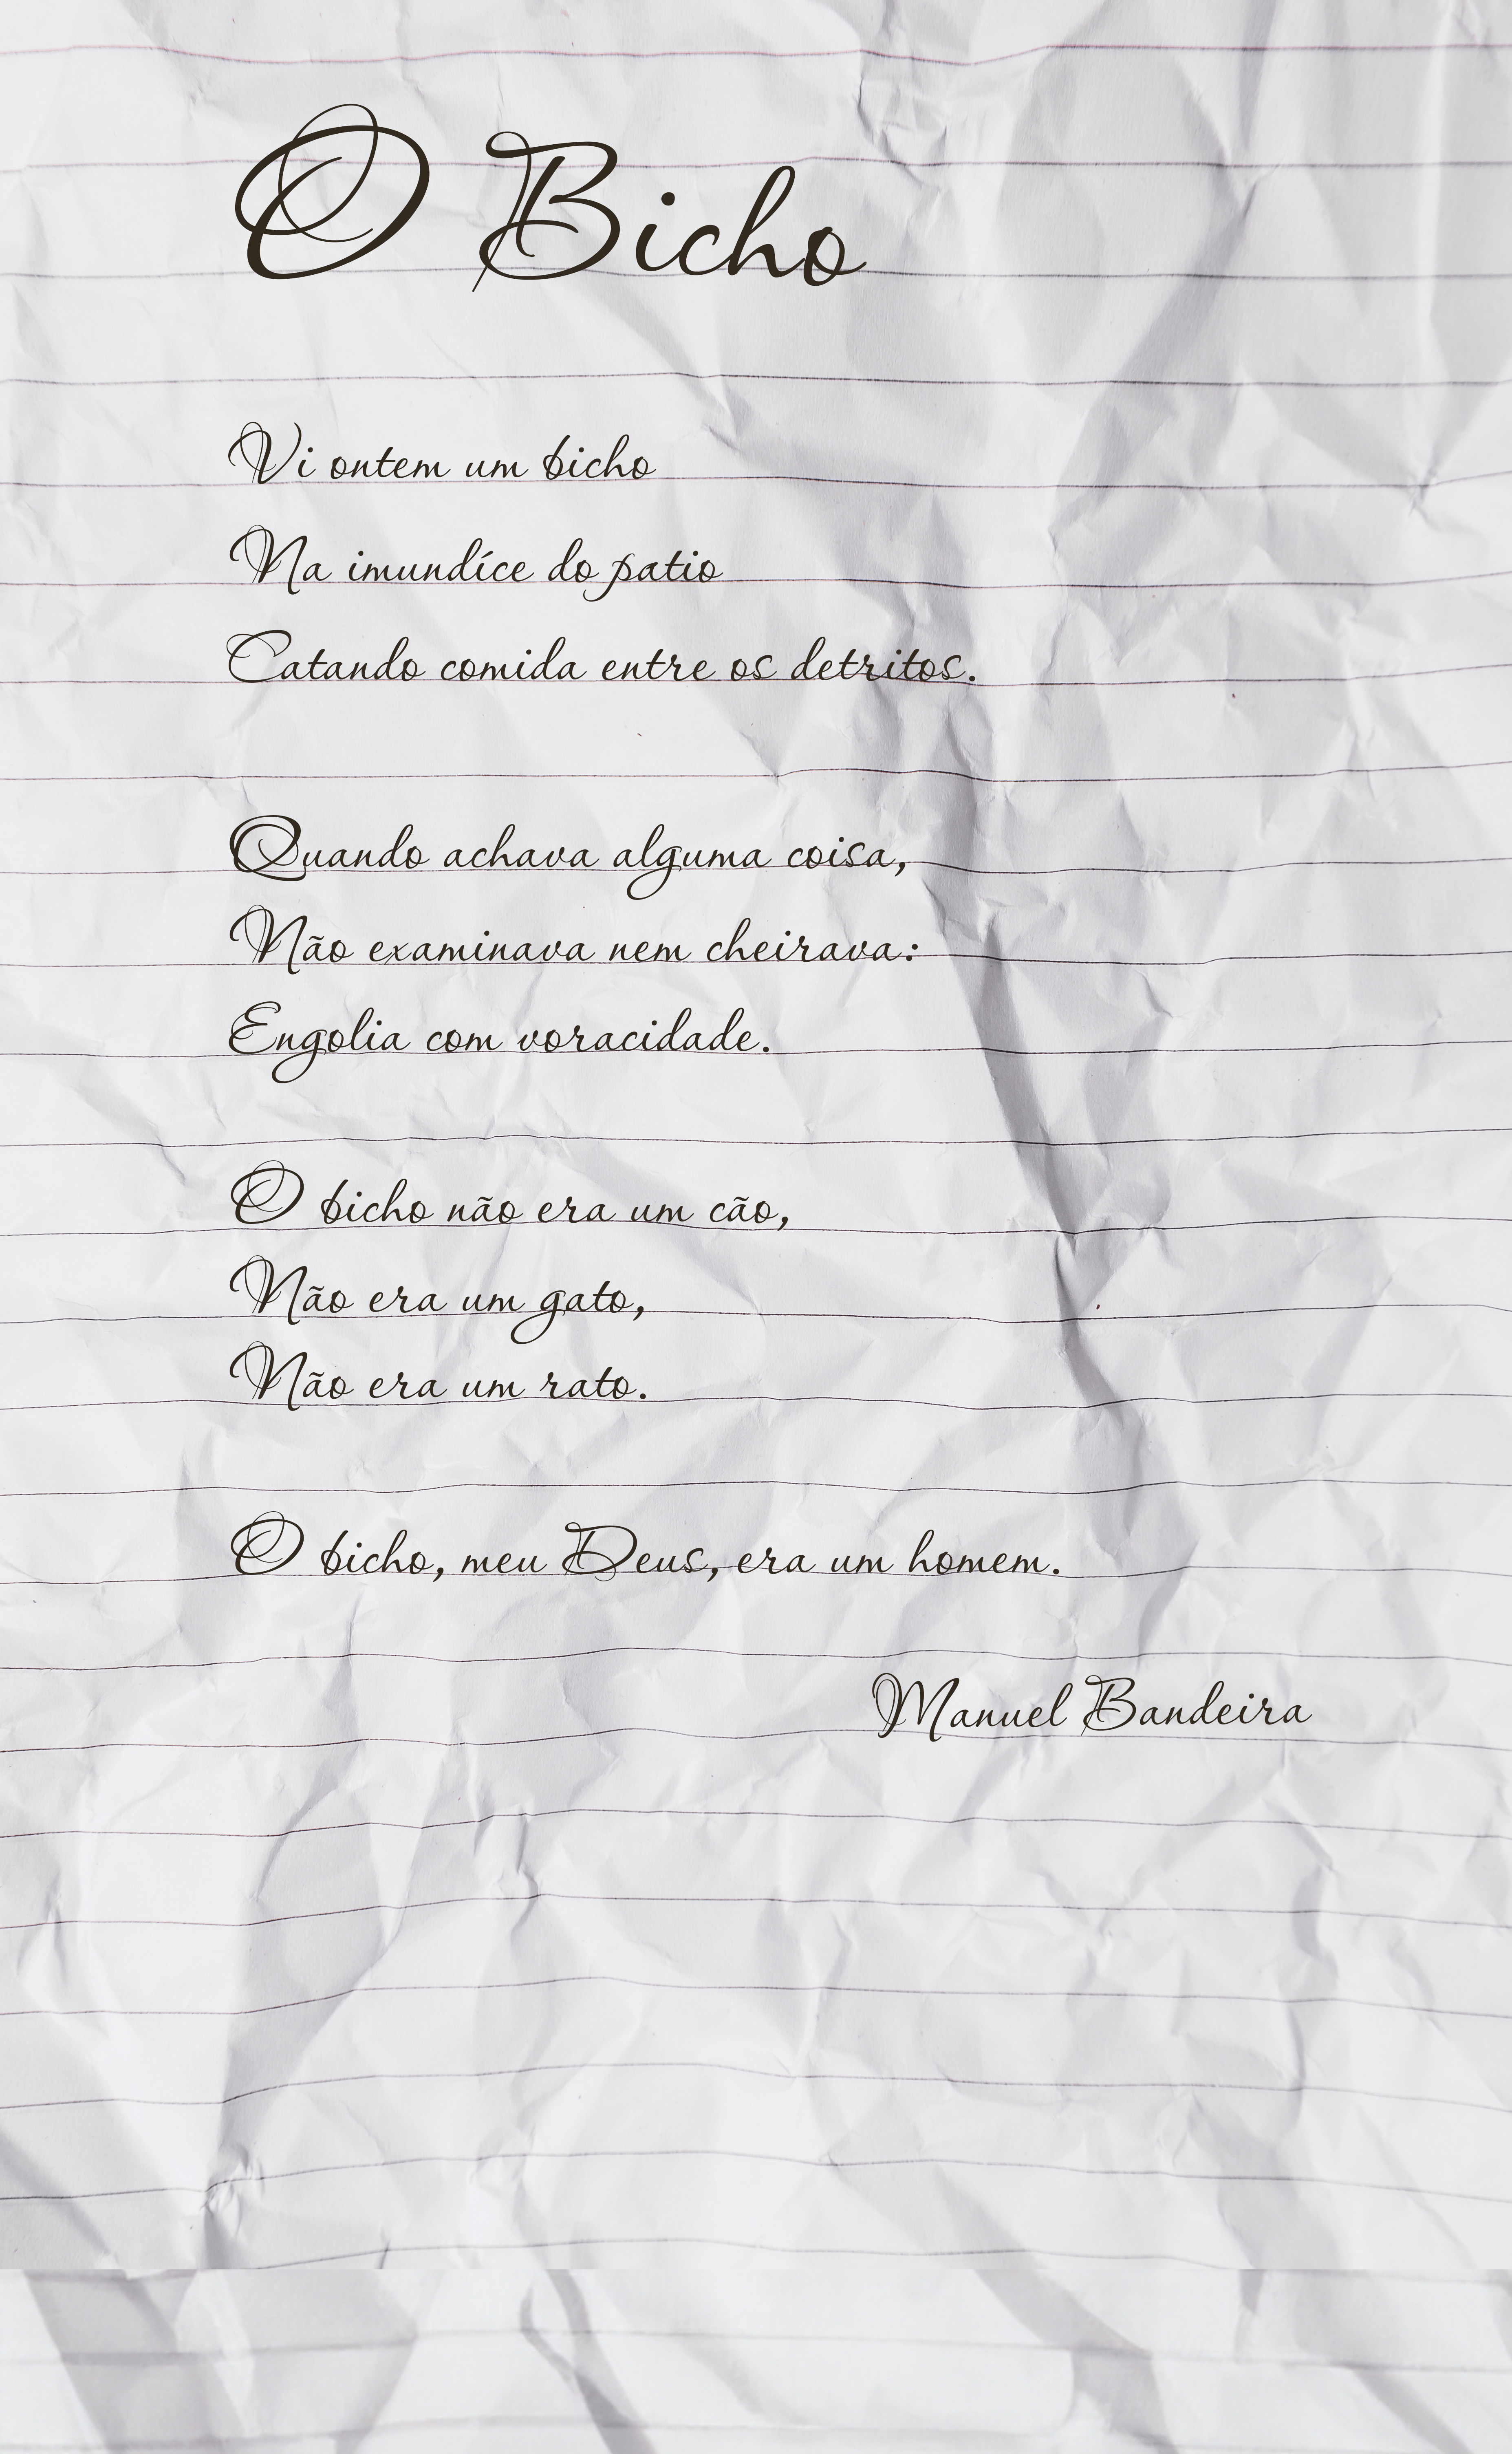 O Bicho
Vi ontem um bicho
Na imundíce do patio
Catando comida entre os detritos.
Quando achava alguma coisa,
Não examinava nem cheirava:
Engolia com voracidade.
O bicho não era um cão,
Não era um gato,
Não era um rato.
O bicho, meu Deus, era um homem.
Manuel Bandeira